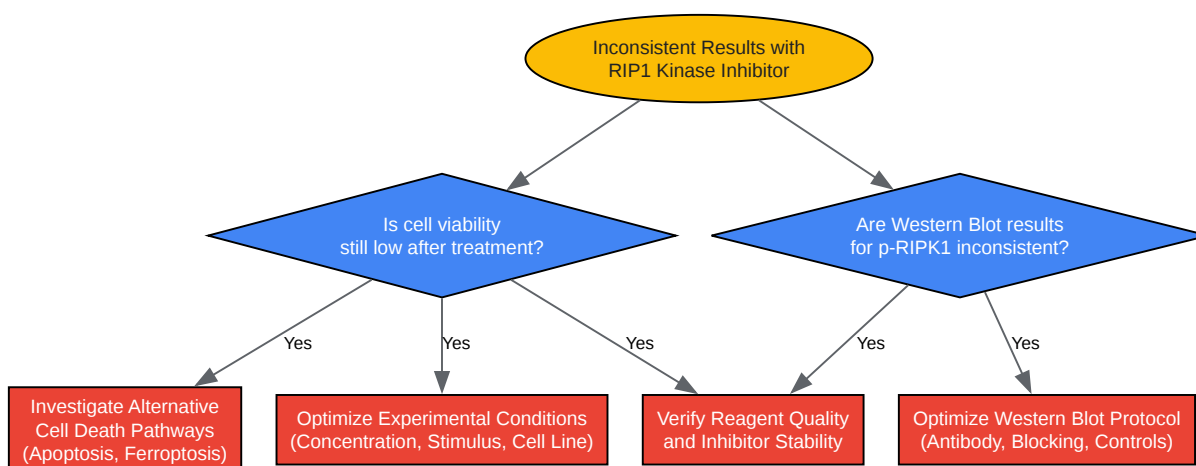 Inconsistent Results with
RIP1 Kinase Inhibitor
Is cell viability
still low after treatment?
Are Western Blot results
for p-RIPK1 inconsistent?
Yes
Yes
Yes
Yes
Yes
Investigate Alternative
Cell Death Pathways
(Apoptosis, Ferroptosis)
Optimize Experimental Conditions
(Concentration, Stimulus, Cell Line)
Verify Reagent Quality
and Inhibitor Stability
Optimize Western Blot Protocol
(Antibody, Blocking, Controls)